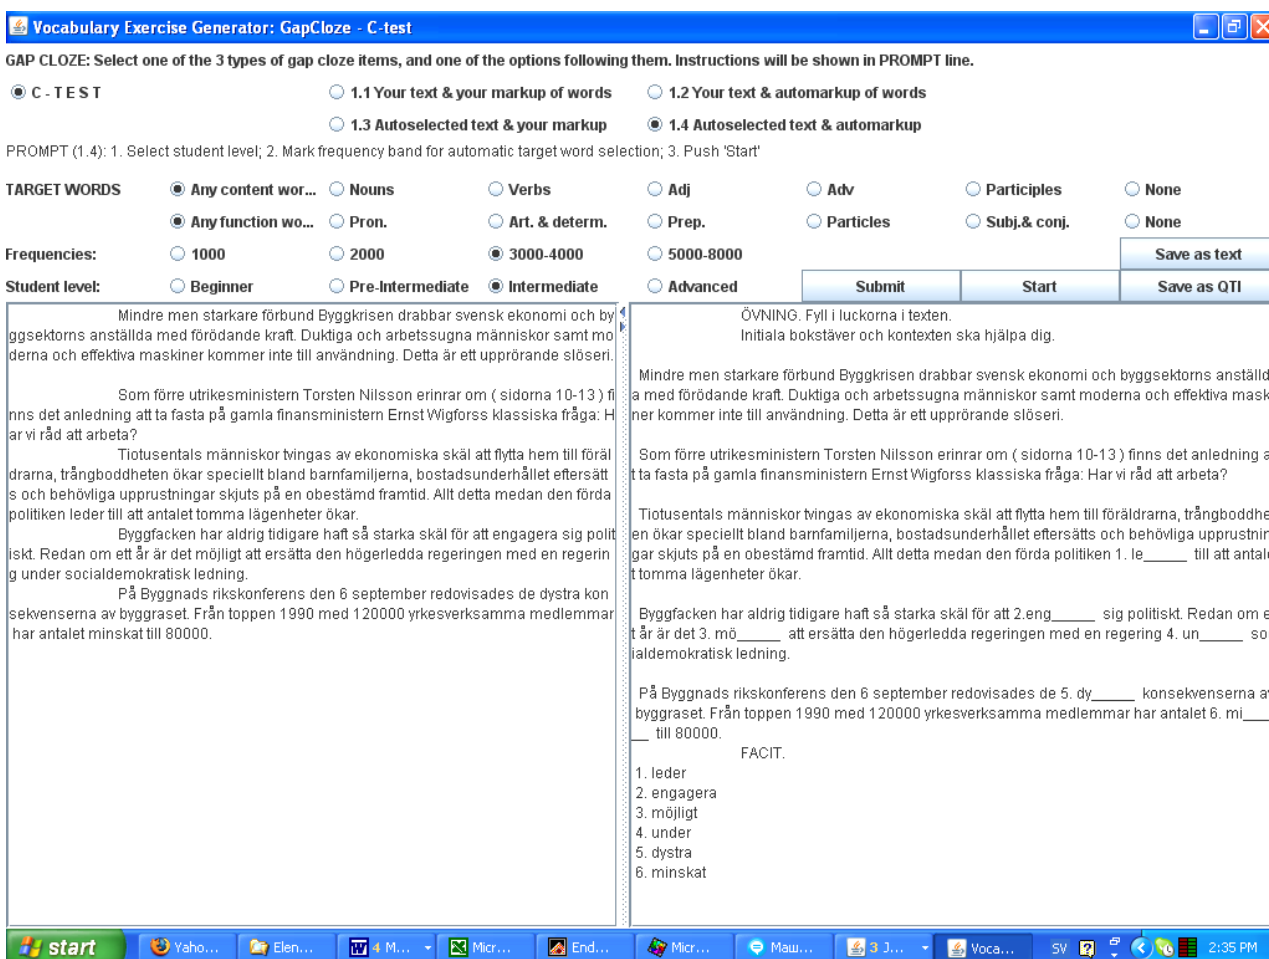 Vocabulary Exercise Generator: GapCloze - C-test
GAP CLOZE: Select one of the 3 types of gap cloze items, and one of the options following them. Instructions will be shown in PROMPT line.
C - T E S T 1.1 Your text & your markup of words 1.2 Your text & automarkup of words
1.3 Autoselected text & your markup 1.4 Autoselected text & automarkup
PROMPT (1.4): 1. Select student level; 2. Mark frequency band for automatic target word selection; 3. Push 'Start'
TARGET WORDS Any content wor... Nouns Verbs Adj Adv Participles None
Any function wo... Pron. Art. & determ. Prep. Particles Subj.& conj. None
Frequencies: 1000 2000 3000-4000 5000-8000 Save as text
Student level: Beginner Pre-Intermediate Intermediate Advanced Submit Start Save as QTI
Mindre men starkare förbund Byggkrisen drabbar svensk ekonomi och by
ggsektorns anställda med förödande kraft. Duktiga och arbetssugna människor samt mo
derna och effektiva maskiner kommer inte till användning. Detta är ett upprörande slöseri.
Som förre utrikesministern Torsten Nilsson erinrar om ( sidorna 10-13 ) fi
nns det anledning att ta fasta på gamla finansministern Ernst Wigforss klassiska fråga: H
ar vi råd att arbeta?
Tiotusentals människor tvingas av ekonomiska skäl att flytta hem till föräl
drarna, trångboddheten ökar speciellt bland barnfamiljerna, bostadsunderhållet eftersätt
s och behövliga upprustningar skjuts på en obestämd framtid. Allt detta medan den förda
politiken leder till att antalet tomma lägenheter ökar.
Byggfacken har aldrig tidigare haft så starka skäl för att engagera sig polit
iskt. Redan om ett år är det möjligt att ersätta den högerledda regeringen med en regerin
g under socialdemokratisk ledning.
På Byggnads rikskonferens den 6 september redovisades de dystra kon
sekvenserna av byggraset. Från toppen 1990 med 120000 yrkesverksamma medlemmar
har antalet minskat till 80000.
ÖVNING. Fyll i luckorna i texten.
Initiala bokstäver och kontexten ska hjälpa dig.
Mindre men starkare förbund Byggkrisen drabbar svensk ekonomi och byggsektorns anställd
a med förödande kraft. Duktiga och arbetssugna människor samt moderna och effektiva mask
iner kommer inte till användning. Detta är ett upprörande slöseri.
Som förre utrikesministern Torsten Nilsson erinrar om ( sidorna 10-13 ) finns det anledning a
t ta fasta på gamla finansministern Ernst Wigforss klassiska fråga: Har vi råd att arbeta?
Tiotusentals människor tvingas av ekonomiska skäl att flytta hem till föräldrarna, trångboddhe
en ökar speciellt bland barnfamiljerna, bostadsunderhållet eftersätts och behövliga upprustnin
gar skjuts på en obestämd framtid. Allt detta medan den förda politiken 1. le______ till att antale
t tomma lägenheter ökar.
Byggfacken har aldrig tidigare haft så starka skäl för att 2.eng______ sig politiskt. Redan om e
t år är det 3. mö______ att ersätta den högerledda regeringen med en regering 4. un______ so
ialdemokratisk ledning.
På Byggnads rikskonferens den 6 september redovisades de 5. dy______ konsekvenserna av
byggraset. Från toppen 1990 med 120000 yrkesverksamma medlemmar har antalet 6. mi____
__ till 80000.
FACIT.
1. leder
2. engagera
3. möjligt
4. under
5. dystra
6. minskat
start Yaho... Elen... 4 M... Micr... End... Micr... Маш... 3 J... Voca... SV 2:35 PM